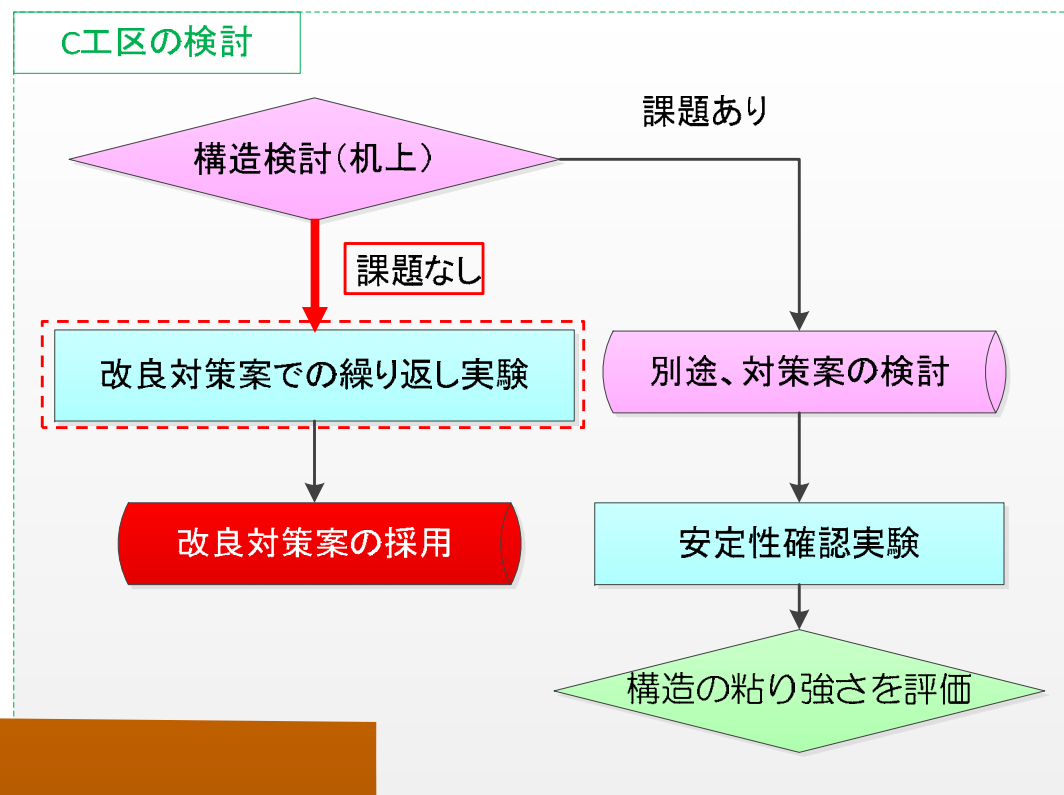 C工区の検討
課題あり
構造検討（机上）
課題なし
改良対策案での繰り返し実験
別途、対策案の検討
改良対策案の採用
安定性確認実験
構造の粘り強さを評価